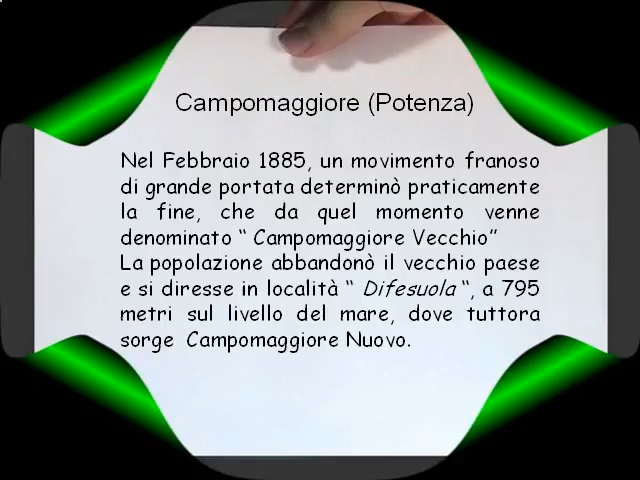 Campomaggiore (Potenza)
Nel Febbraio 1885, un movimento franoso
di grande portata determinò praticamente
la fine, che da quel momento venne
denominato “ Campomaggiore Vecchio”
La popolazione abbandonò il vecchio paese
e si diresse in località “ Difesuola “, a 795
metri sul livello del mare, dove tuttora
sorge  Campomaggiore Nuovo.